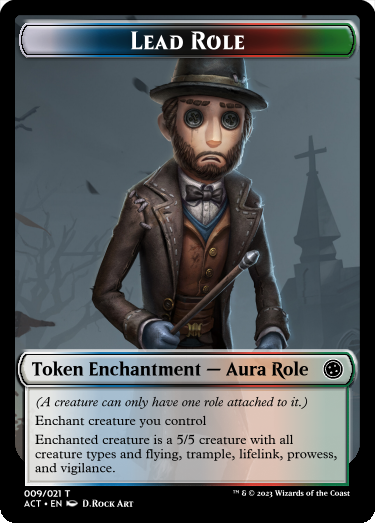 Lead Role
Token Enchantment — Aura Role
(A creature can only have one role attached to it.)
Enchant creature you control
Enchanted creature is a 5/5 creature with all
creature types and flying, trample, lifelink, prowess,
and vigilance.
009/021 T
ACT • EN D.Rock Art
™ & © 2023 Wizards of the Coast